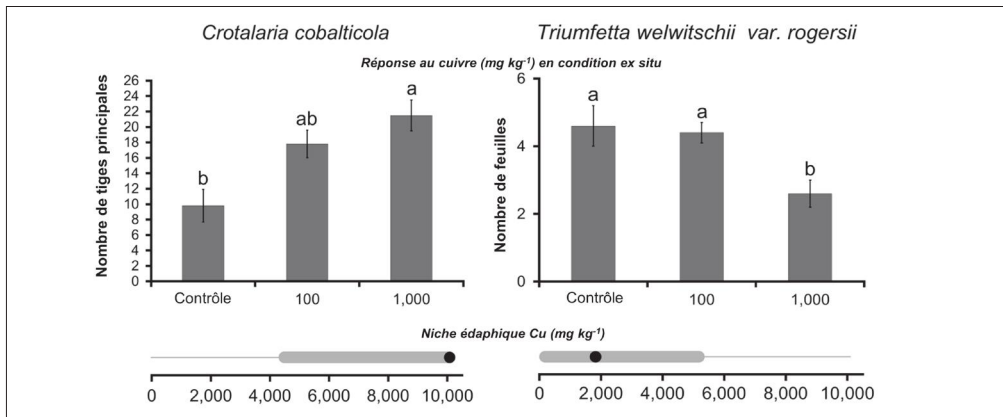 Crotalaria cobalticola
Triumfetta welwitschii var. rogersii
Réponse au cuivre (mg kg-1) en condition ex situ
Nombre de tiges principales
26
24
22
20
18
16
14
12
10
8
6
4
2
0
b
ab
a
Contrôle 100 1,000
Nombre de feuilles
6
4
2
0
a
a
b
Contrôle 100 1,000
Niche édaphique Cu (mg kg-1)
0 2,000 4,000 6,000 8,000 10,000
0 2,000 4,000 6,000 8,000 10,000